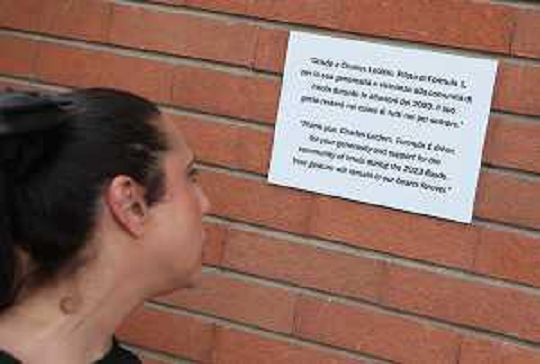 "Grazie a Charles Leclerc, Pilota di Formula 1,
per la sua generosità e vicinanza alla comunità di
Imola durante le alluvioni del 2023. Il suo
gesto resterà nei cuori di tutti noi per sempre."
"Thank you, Charles Leclerc, Formula 1 driver,
for your generosity and support for the
community of Imola during the 2023 floods.
Your gesture will remain in our hearts forever."